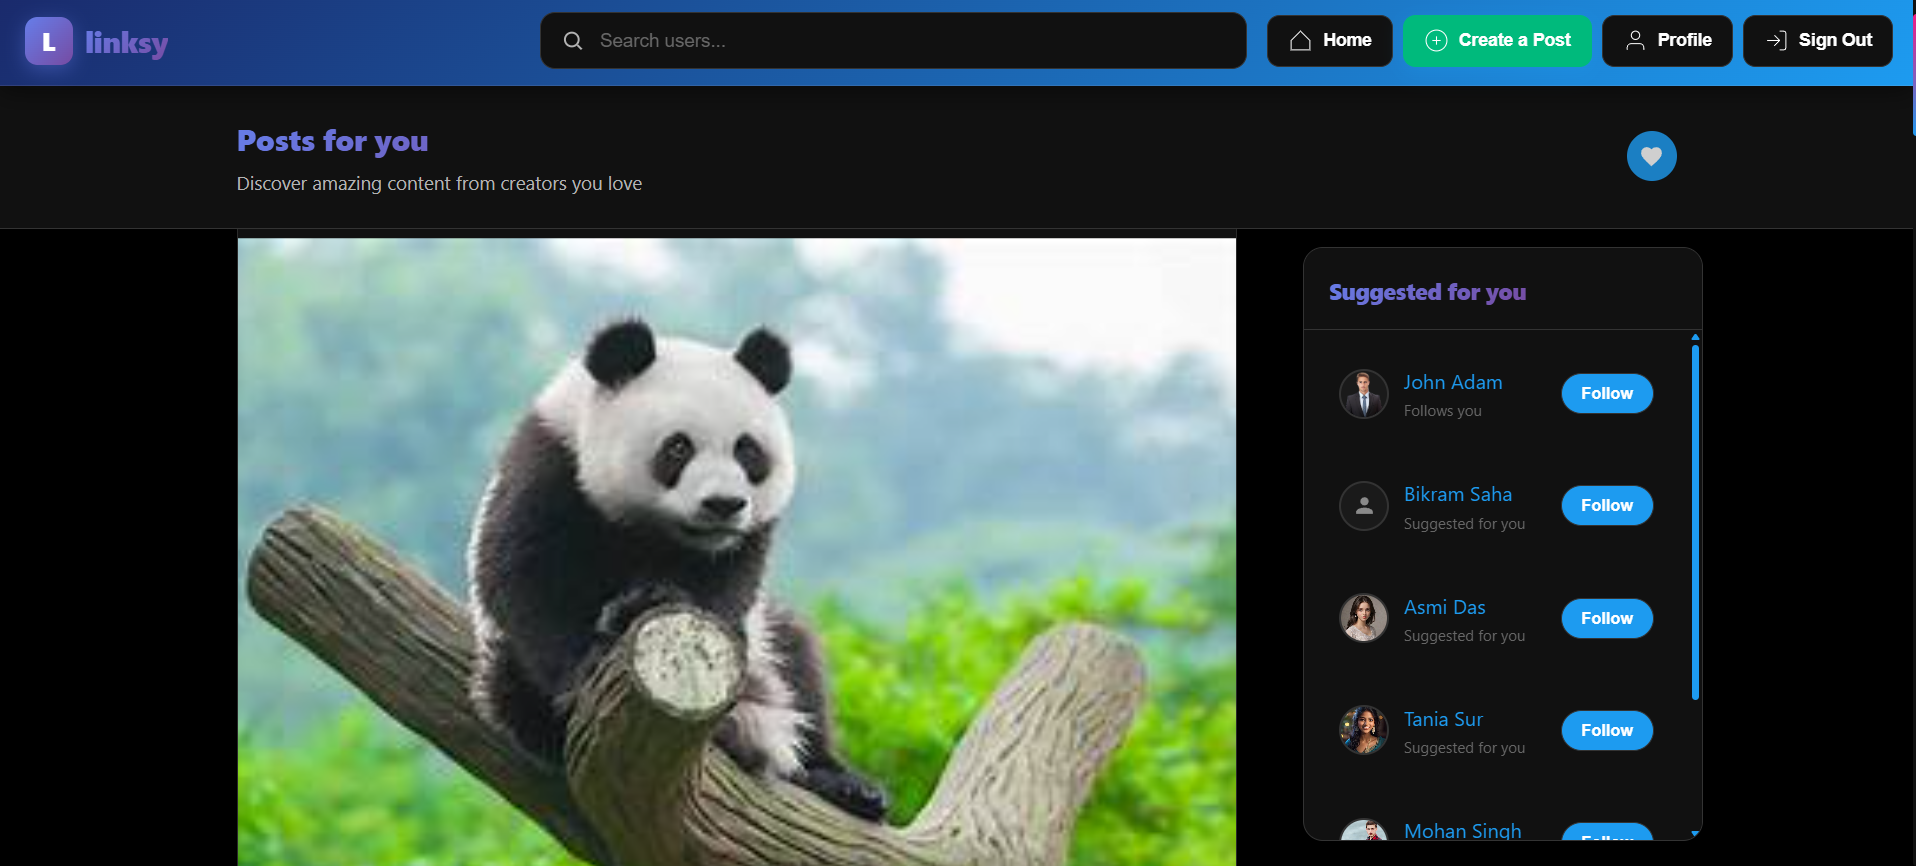 L linksy
Search users...
Home
Create a Post
Profile
Sign Out
Posts for you
Discover amazing content from creators you love
Suggested for you
John Adam
Follows you
Follow
Bikram Saha
Suggested for you
Follow
Asmi Das
Suggested for you
Follow
Tania Sur
Suggested for you
Follow
Mohan Singh
Follow